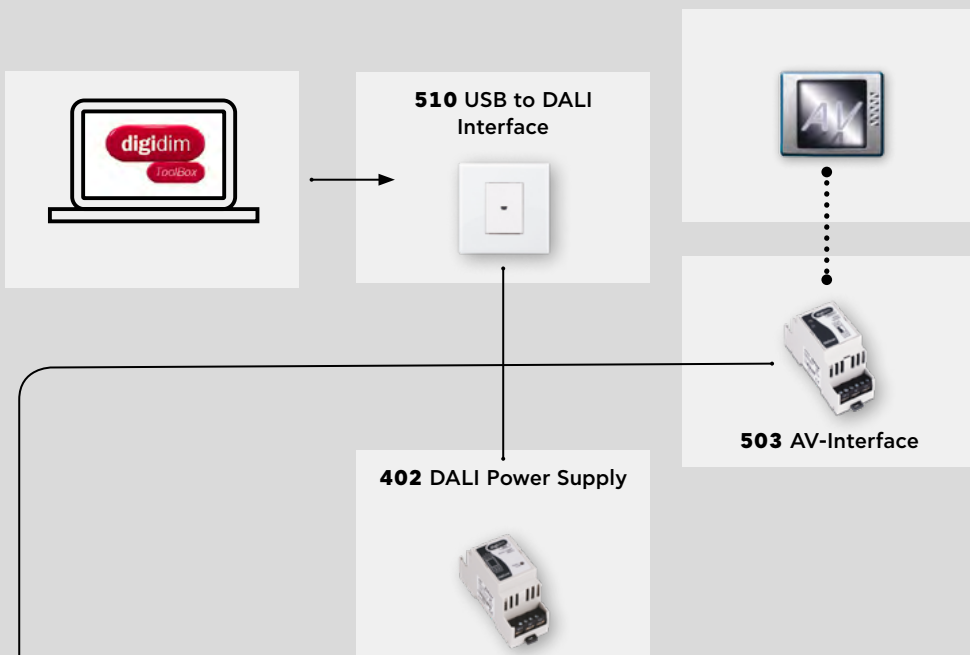 digidim
ToolBox
510 USB to DALI
Interface
AV
503 AV-Interface
402 DALI Power Supply